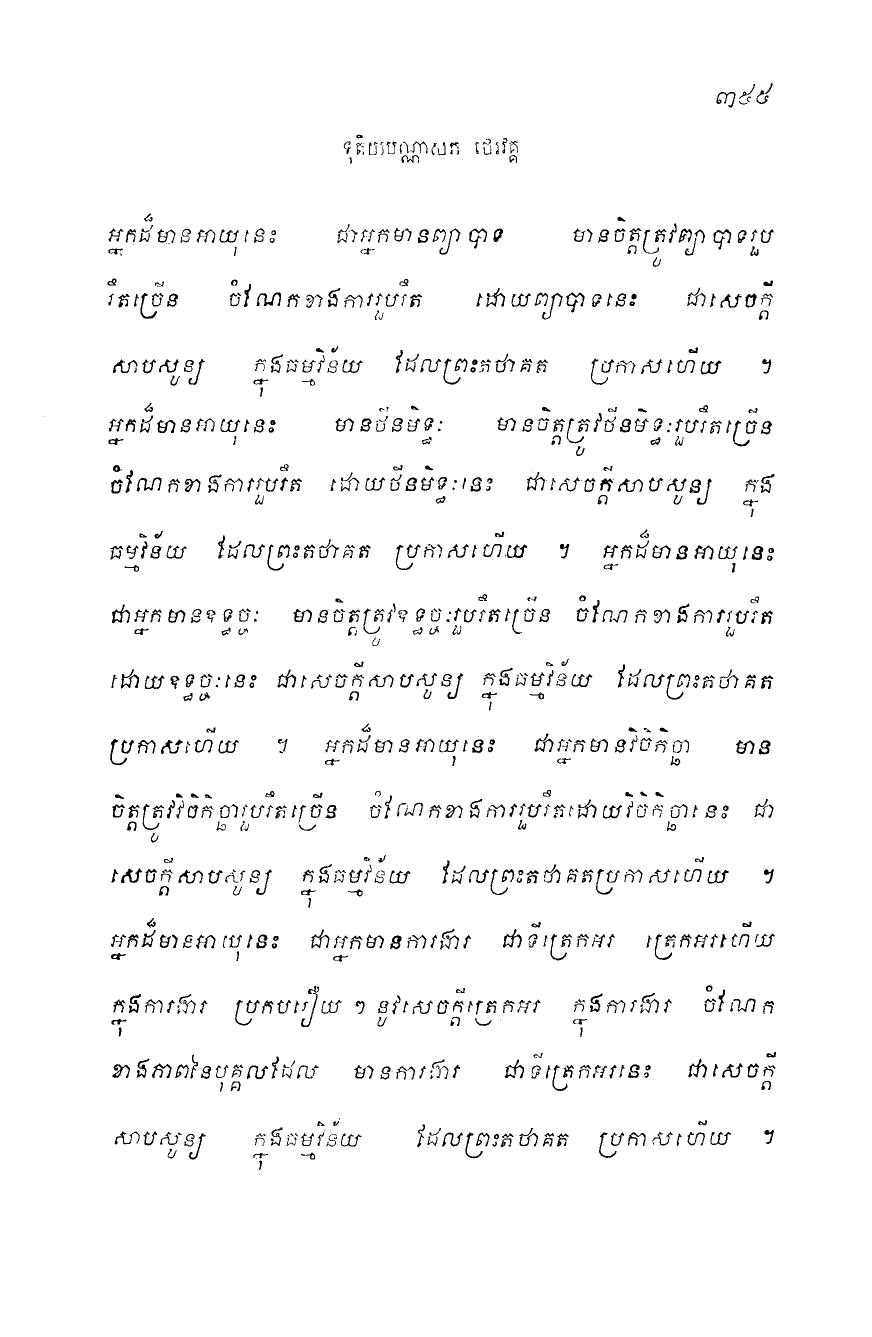 ៣៥៥
ទុតិយបណ្ណាសក ថេរវគ្គ
អ្នកដ៏មានអាយុនេះ ជាអ្នកមានព្យាបាទ មានចិត្តត្រូវព្យាបាទរួប
រឹតច្រើន ចំណែកខាងការរួបរឹត ដោយព្យាបាទនេះ ជាសេចក្តី
សាបសូន្យ ក្នុងធម្មវិន័យ ដែលព្រះតថាគត ប្រកាសហើយ ។
អ្នកដ៏មានអាយុនេះ មានថីនមិទ្ធៈ មានចិត្តត្រូវថីនមិទ្ធៈរួបរឹតច្រើន
ចំណែកខាងការរួបរឹត ដោយថីនមិទ្ធៈនេះ ជាសេចក្តីសាបសូន្យ ក្នុង
ធម្មវិន័យ ដែលព្រះតថាគត ប្រកាសហើយ ។ អ្នកដ៏មានអាយុនេះ
ជាអ្នកមានឧទ្ធច្ចៈ មានចិត្តត្រូវឧទ្ធច្ចៈរួបរឹតច្រើន ចំណែកខាងការរួបរឹត
ដោយឧទ្ធច្ចៈនេះ ជាសេចក្តីសាបសូន្យ ក្នុងធម្មវិន័យ ដែលព្រះតថាគត
ប្រកាសហើយ ។ អ្នកដ៏មានអាយុនេះ ជាអ្នកមានវិចិកិច្ឆា មាន
ចិត្តត្រូវវិចិកិច្ឆារួបរឹតច្រើន ចំណែកខាងការរួបរឹតដោយវិចិកិច្ឆានេះ ជា
សេចក្តីសាបសូន្យ ក្នុងធម្មវិន័យ ដែលព្រះតថាគតប្រកាសហើយ ។
អ្នកដ៏មានអាយុនេះ ជាអ្នកមានការងារ ជាទីត្រេកអរ ត្រេកអរហើយ
ក្នុងការងារ ប្រកបរឿយ ៗ នូវសេចក្តីត្រេកអរ ក្នុងការងារ ចំណែក
ខាងភាពនៃបុគ្គលដែល មានការងារ ជាទីត្រេកអរនេះ ជាសេចក្តី
សាបសូន្យ ក្នុងធម្មវិន័យ ដែលព្រះតថាគត ប្រកាសហើយ ។